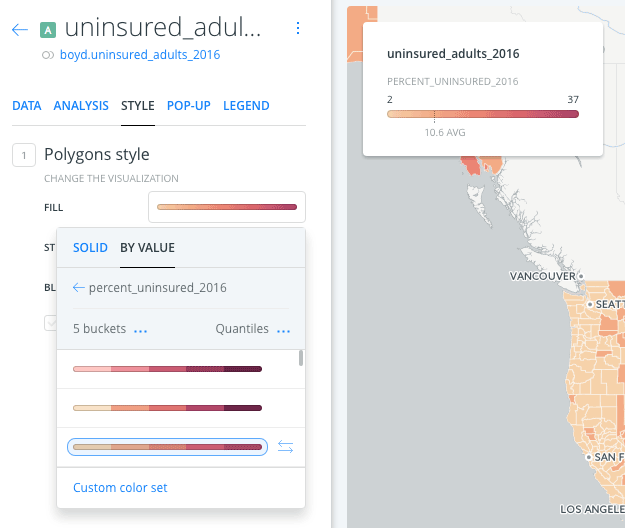 A uninsured_adul...
boyd.uninsured_adults_2016
DATA ANALYSIS STYLE POP-UP LEGEND
1 Polygons style
CHANGE THE VISUALIZATION
FILL
ST
BL
SOLID BY VALUE
percent_uninsured_2016
5 buckets ... Quantiles ...
Custom color set
uninsured_adults_2016
PERCENT_UNINSURED_2016
2 37
10.6 AVG
VANCOUVER
SEATT
SAN F
LOS ANGELE